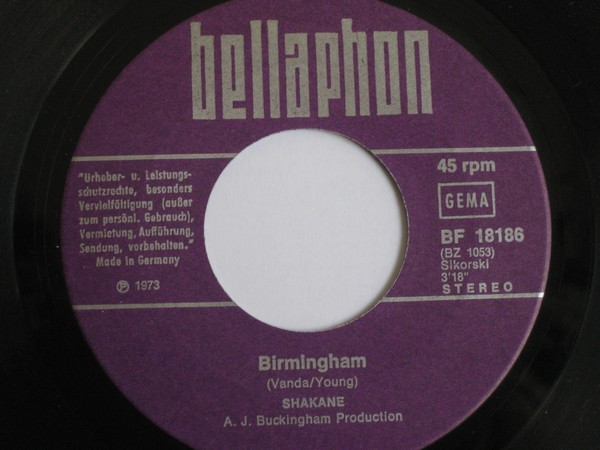 bellaphon
"Urheber- u. Leistungs-
schutzrechte, besonders
Vervielfältigung (außer
zum persönl. Gebrauch),
Vermietung, Aufführung,
Sendung, vorbehalten."
Made in Germany
℗ 1973
45 rpm
GEMA
BF 18186
(BZ 1053)
Sikorski
3'18"
STEREO
Birmingham
(Vanda/Young)
SHAKANE
A. J. Buckingham Production